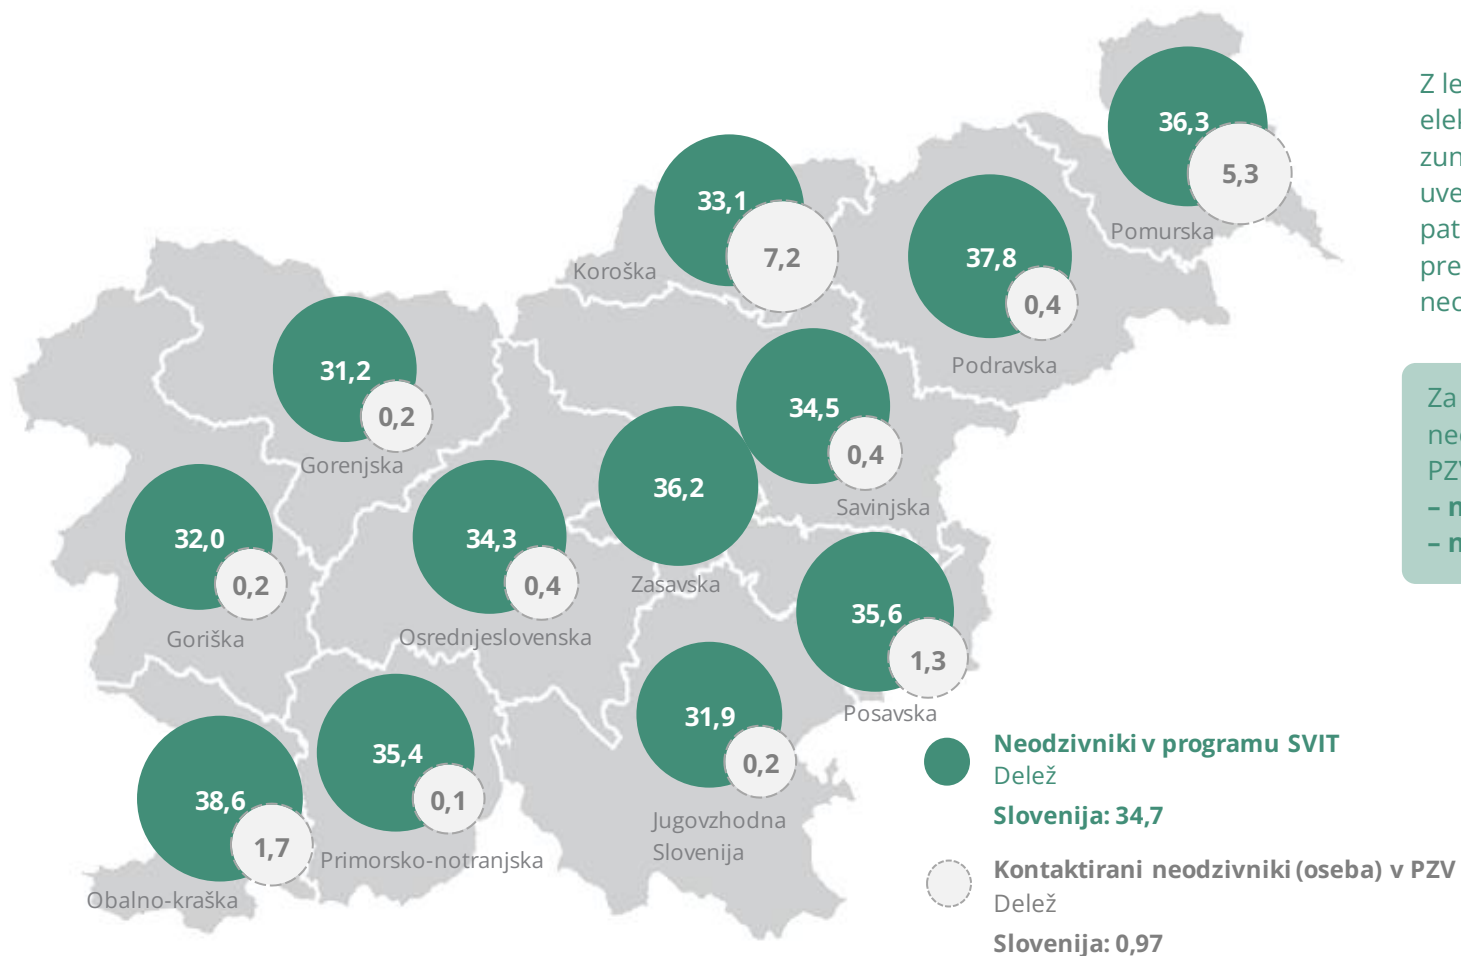 36,3
5,3
Pomurska
33,1
7,2
Koroška
37,8
0,4
Podravska
31,2
0,2
Gorenjska
34,5
0,4
Savinjska
36,2
Zasavska
32,0
0,2
Goriška
34,3
0,4
Osrednjeslovenska
35,6
1,3
Posavska
31,9
0,2
Jugovzhodna
Slovenija
35,4
0,1
Primorsko-notranjska
38,6
1,7
Obalno-kraška
Neodzivniki v programu SVIT
Delež
Slovenija: 34,7
Kontaktirani neodzivniki (oseba) v PZV
Delež
Slovenija: 0,97
Z
Za
PZV